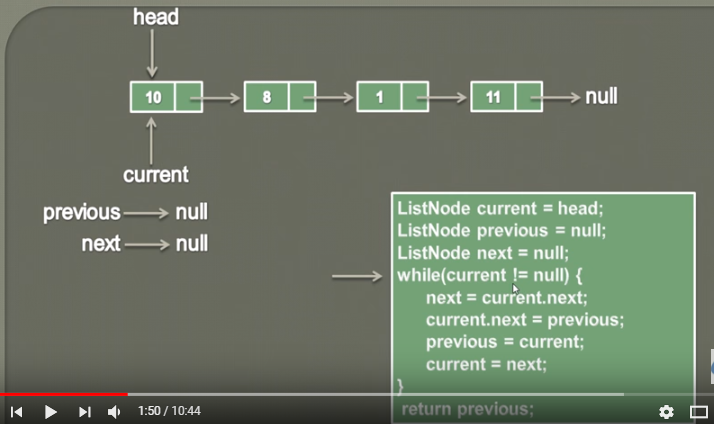 head
10 8 1 11 null
current
previous null
next null
ListNode current = head;
ListNode previous = null;
ListNode next = null;
while(current != null) {
next = current.next;
current.next = previous;
previous = current;
current = next;
}
return previous;
1:50 / 10:44